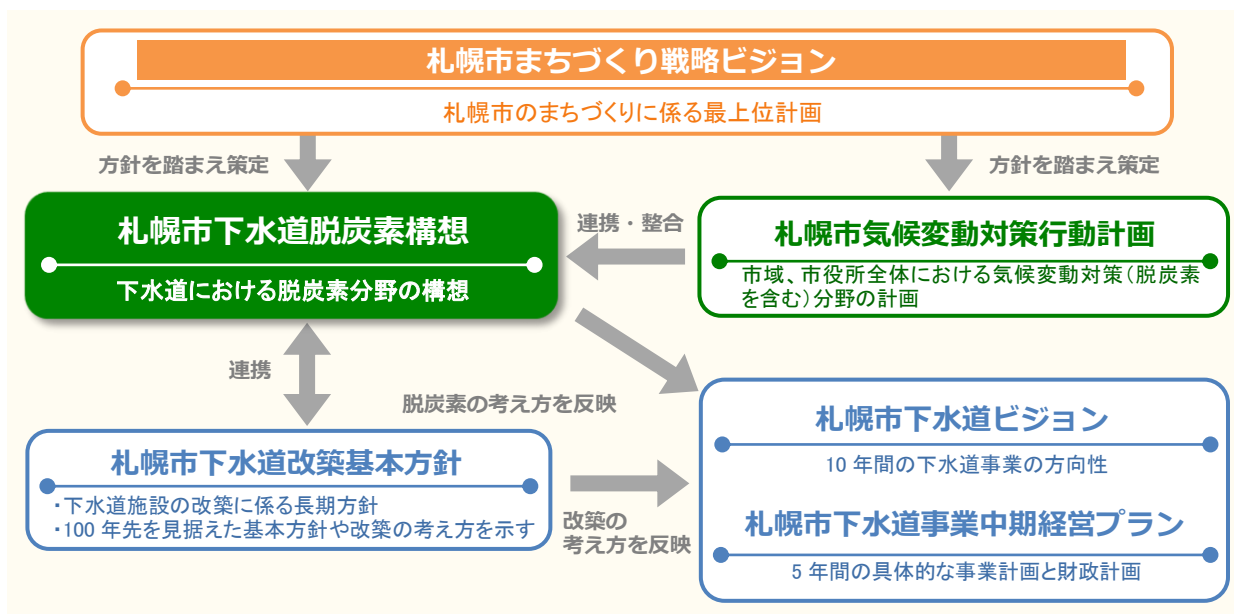 札幌市まちづくり戦略ビジョン
札幌市のまちづくりに係る最上位計画
方針を踏まえ策定
方針を踏まえ策定
札幌市下水道脱炭素構想
下水道における脱炭素分野の構想
連携・整合
札幌市気候変動対策行動計画
市域、市役所全体における気候変動対策(脱炭素
を含む)分野の計画
連携
脱炭素の考え方を反映
札幌市下水道改築基本方針
・下水道施設の改築に係る長期方針
・100 年先を見据えた基本方針や改築の考え方を示す
改築の
考え方を反映
札幌市下水道ビジョン
10 年間の下水道事業の方向性
札幌市下水道事業中期経営プラン
5 年間の具体的な事業計画と財政計画